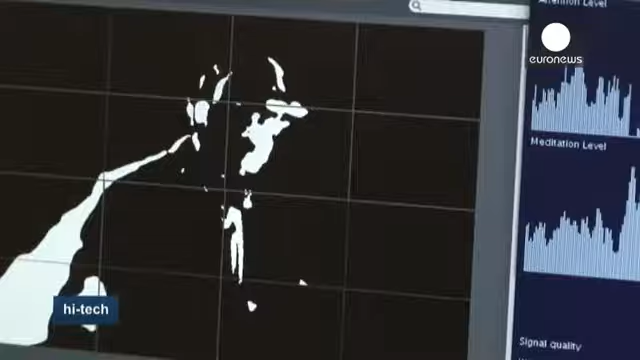 Attention Level
euronews
Meditation Level
hi-tech
Signal quality